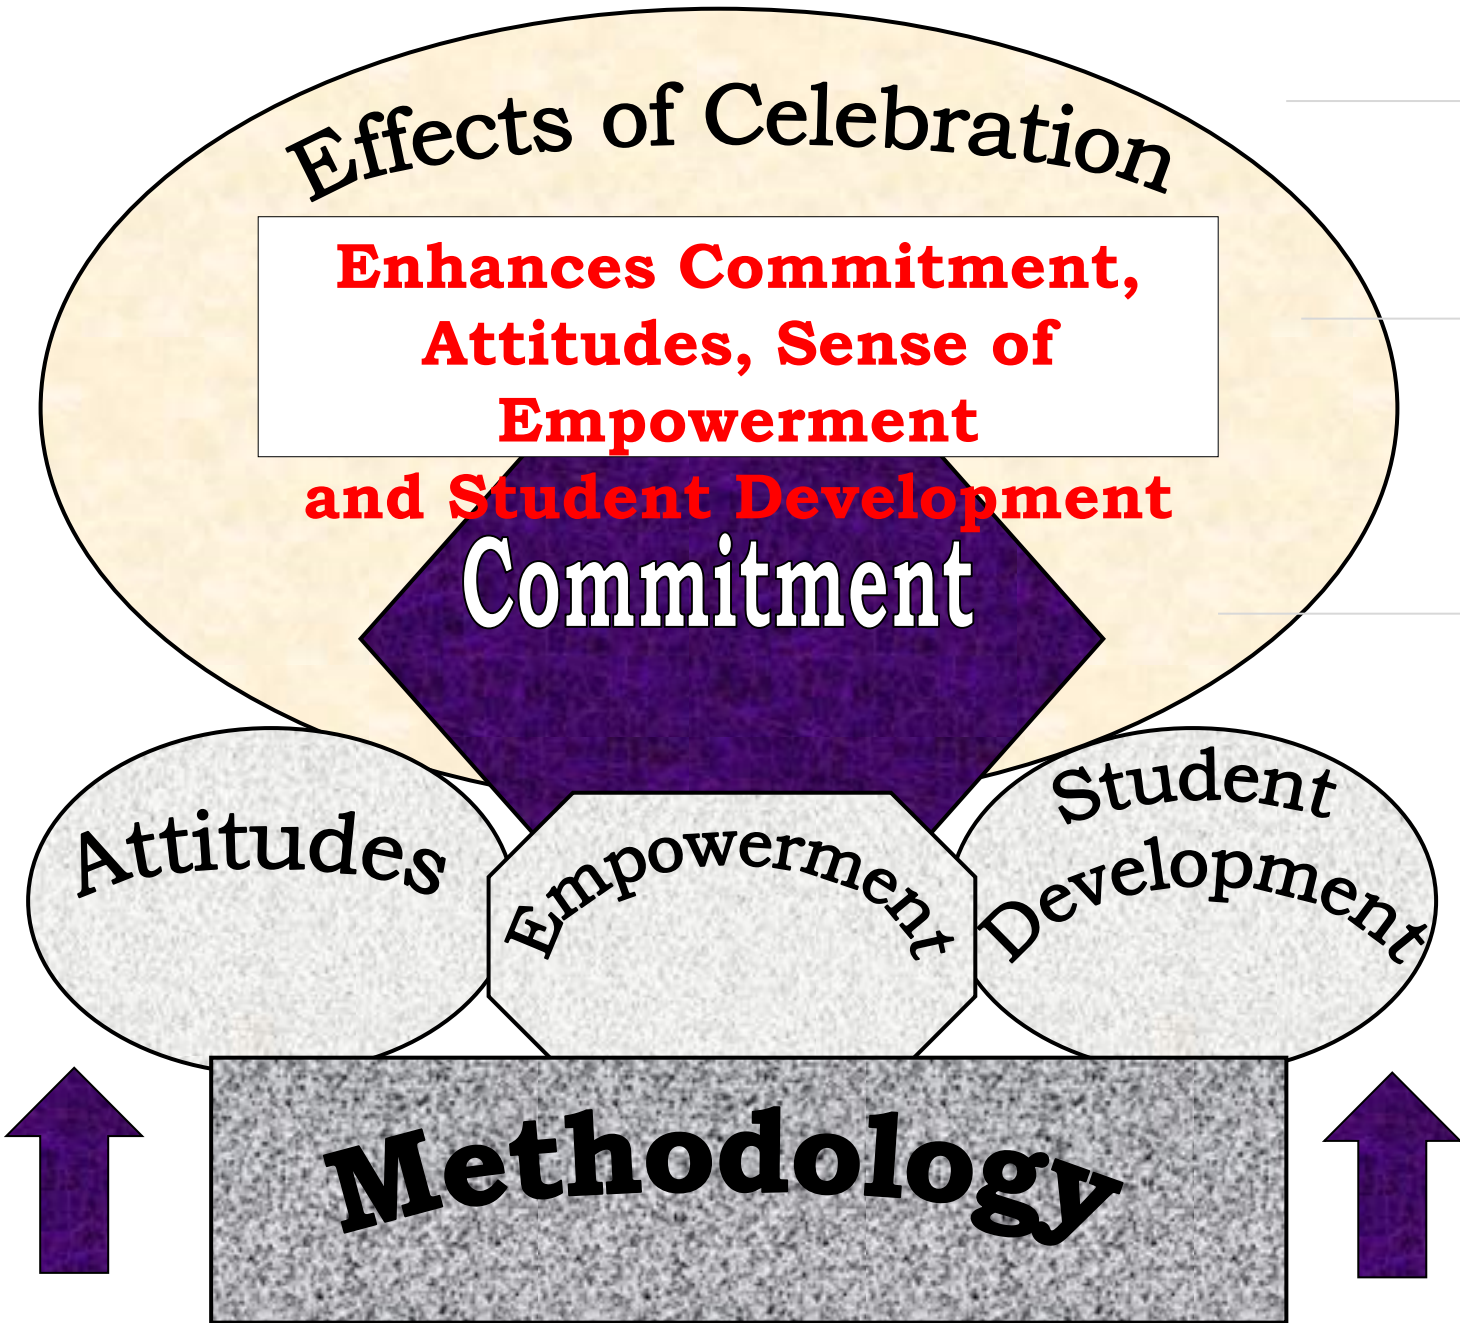 Effects of Celebration
Enhances Commitment,
Attitudes, Sense of
Empowerment
and Student Development
Commitment
Attitudes
Empowerment
Student
Development
Methodology